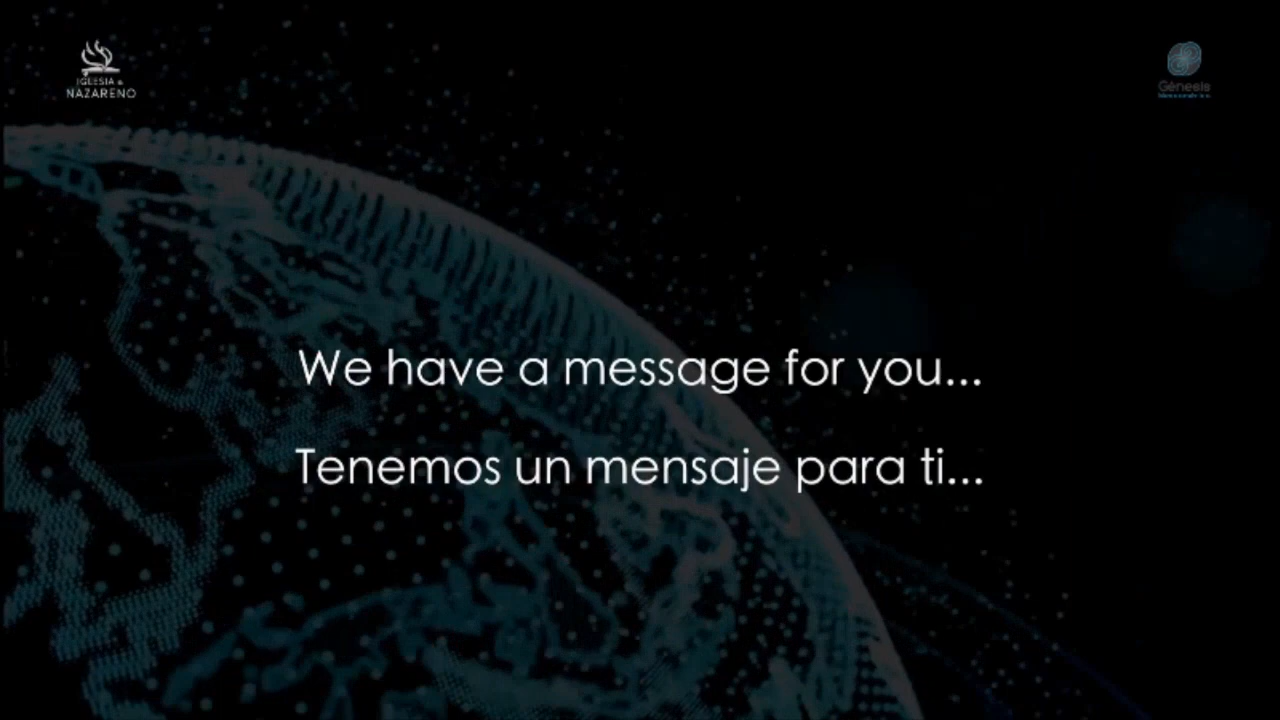 IGLESIA del
NAZARENO
Génesis
We have a message for you...
Tenemos un mensaje para ti...